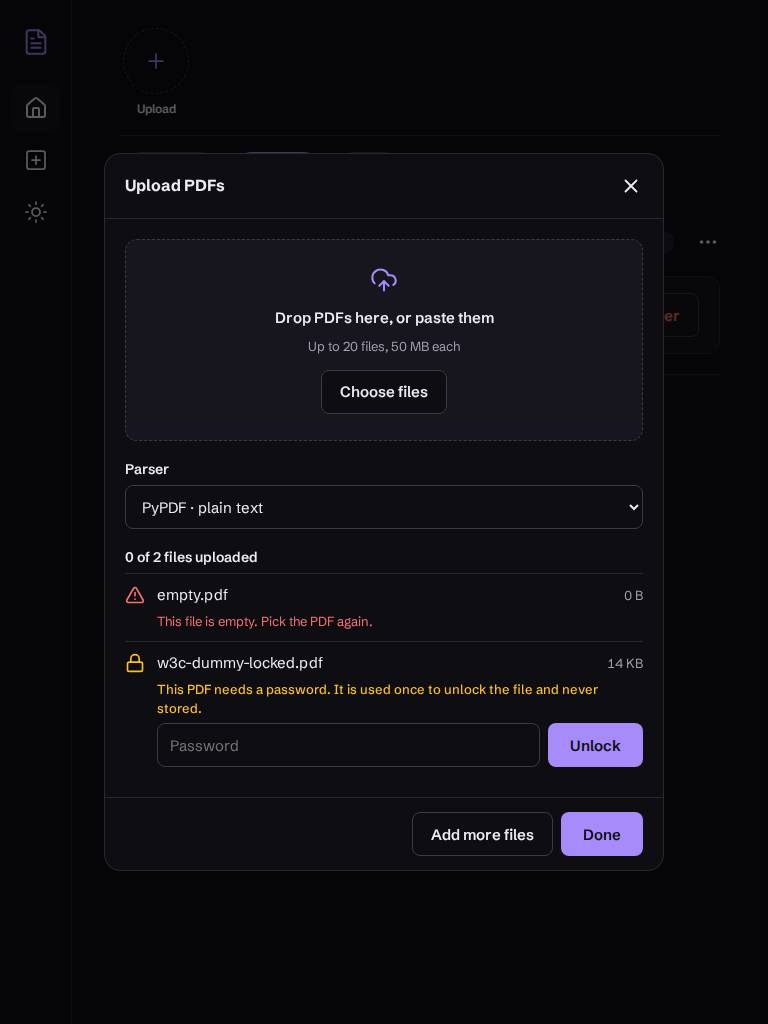 Upload
Upload PDFs
Drop PDFs here, or paste them
Up to 20 files, 50 MB each
Choose files
Parser
PyPDF · plain text
0 of 2 files uploaded
empty.pdf
0 B
This file is empty. Pick the PDF again.
w3c-dummy-locked.pdf
14 KB
This PDF needs a password. It is used once to unlock the file and never
stored.
Password
Unlock
Add more files
Done